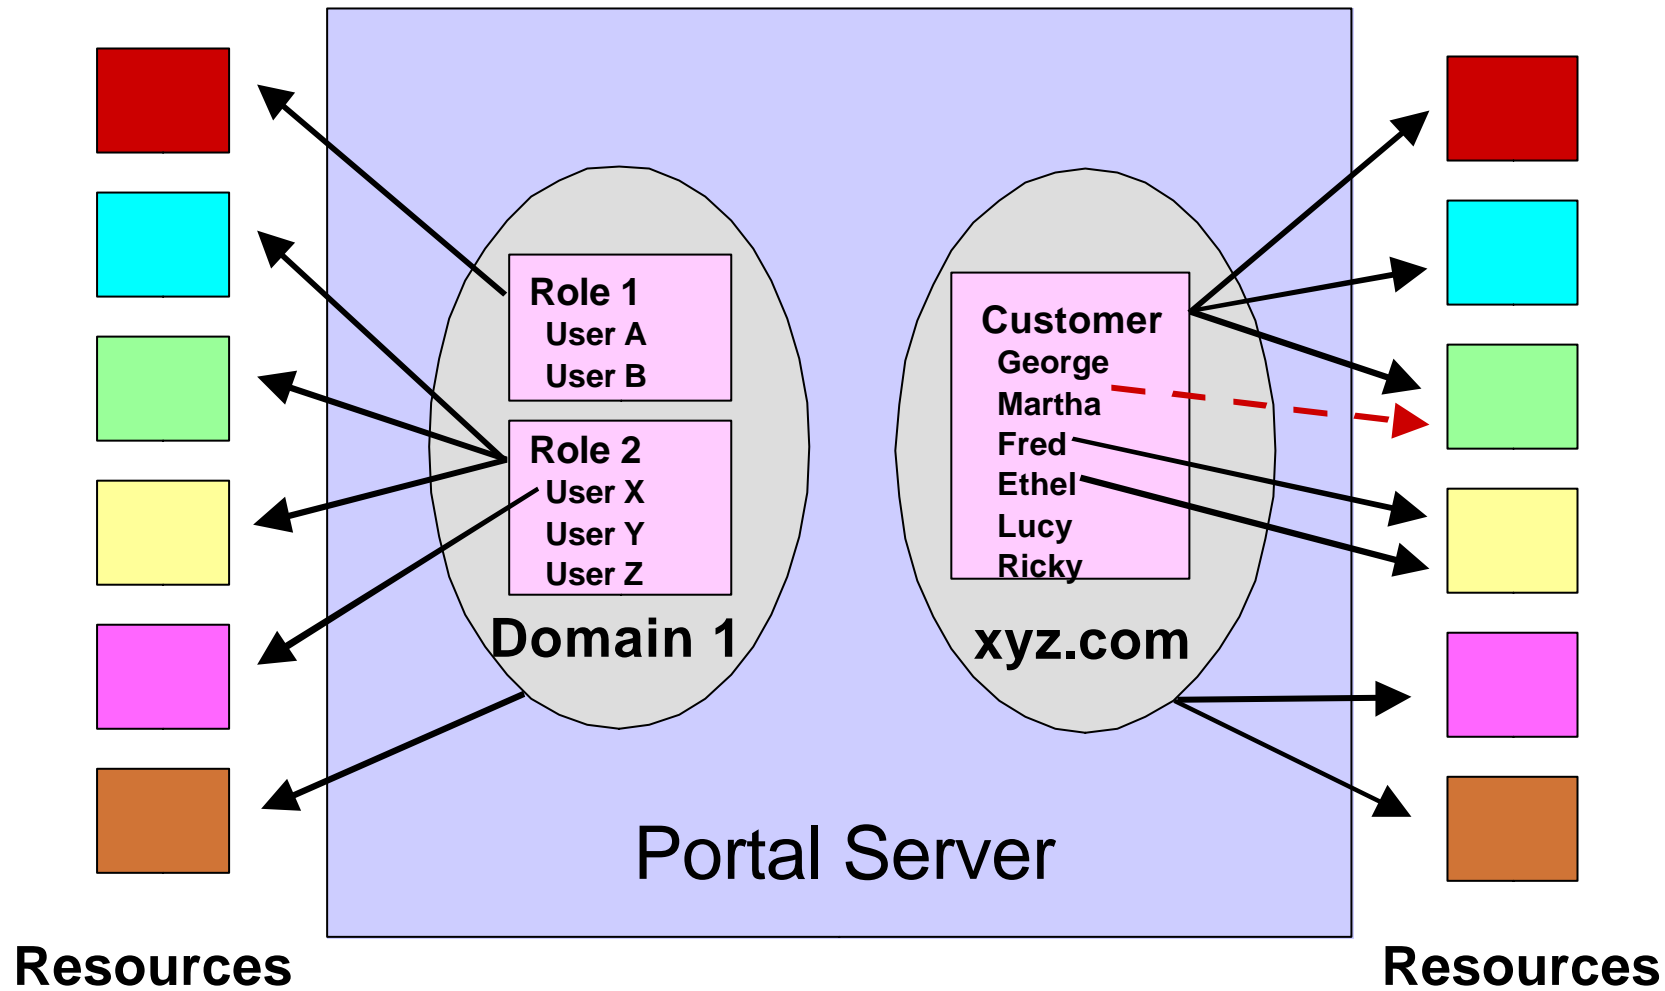 Role 1
User A
User B
Role 2
User X
User Y
User Z
Domain 1
Customer
George
Martha
Fred
Ethel
Lucy
Ricky
xyz.com
Portal Server
Resources
Resources